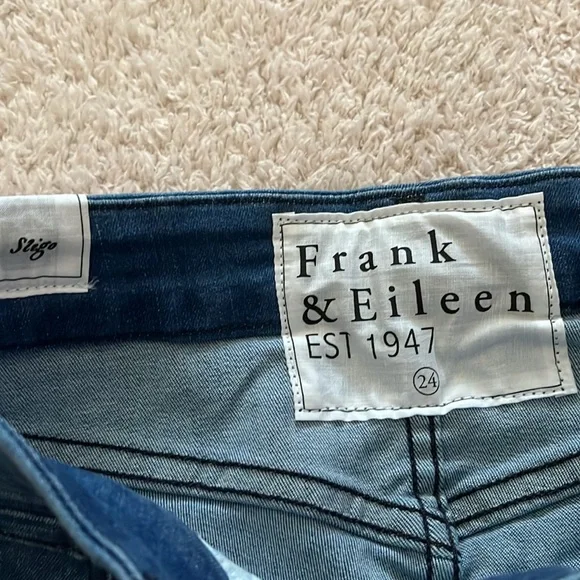 Sligo
Frank
& Eileen
EST 1947
24